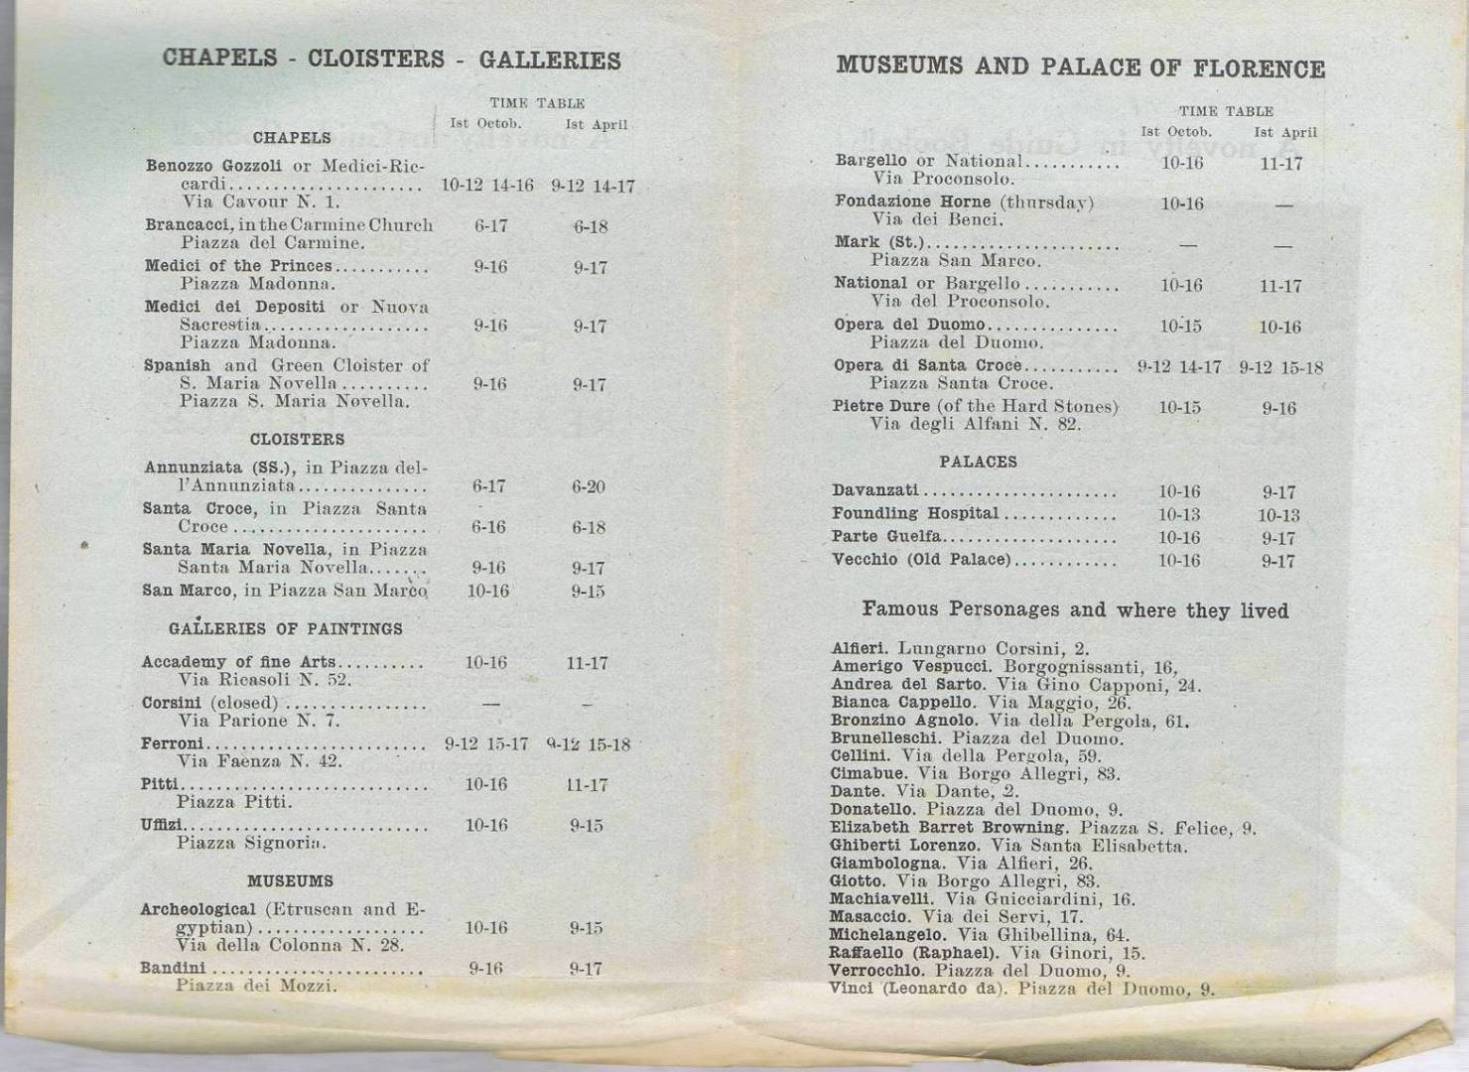 CHAPELS - CLOISTERS - GALLERIES
TIME TABLE
Ist Octob. Ist April
CHAPELS
Benozzo Gozzoli or Medici-Ric-
cardi...................... 10-12 14-16 9-12 14-17
Via Cavour N. 1.
Brancacci, in the Carmine Church 6-17 6-18
Piazza del Carmine.
Medici of the Princes........... 9-16 9-17
Piazza Madonna.
Medici dei Depositi or Nuova
Sacrestia................... 9-16 9-17
Piazza Madonna.
Spanish and Green Cloister of
S. Maria Novella .......... 9-16 9-17
Piazza S. Maria Novella.
CLOISTERS
Annunziata (SS.), in Piazza del-
l'Annunziata............... 6-17 6-20
Santa Croce, in Piazza Santa
Croce ...................... 6-16 6-18
Santa Maria Novella, in Piazza
Santa Maria Novella....... 9-16 9-17
San Marco, in Piazza San Marco 10-16 9-15
GALLERIES OF PAINTINGS
Accademy of fine Arts.......... 10-16 11-17
Via Ricasoli N. 52.
Corsini (closed) ................ — –
Via Parione N. 7.
Ferroni......................... 9-12 15-17 9-12 15-18
Via Faenza N. 42.
Pitti............................ 10-16 11-17
Piazza Pitti.
Uffizi........................... 10-16 9-15
Piazza Signoria.
MUSEUMS
Archeological (Etruscan and E-
gyptian) ................... 10-16 9-15
Via della Colonna N. 28.
Bandini ........................ 9-16 9-17
Piazza dei Mozzi.
MUSEUMS AND PALACE OF FLORENCE
TIME TABLE
Ist Octob. Ist April
Bargello or National........... 10-16 11-17
Via Proconsolo.
Fondazione Horne (thursday) 10-16 —
Via dei Benci.
Mark (St.)...................... — —
Piazza San Marco.
National or Bargello ........... 10-16 11-17
Via del Proconsolo.
Opera del Duomo............... 10-15 10-16
Piazza del Duomo.
Opera di Santa Croce........... 9-12 14-17 9-12 15-18
Piazza Santa Croce.
Pietre Dure (of the Hard Stones) 10-15 9-16
Via degli Alfani N. 82.
PALACES
Davanzati...................... 10-16 9-17
Foundling Hospital ............. 10-13 10-13
Parte Guelfa.................... 10-16 9-17
Vecchio (Old Palace)............ 10-16 9-17
Famous Personages and where they lived
Alfieri. Lungarno Corsini, 2.
Amerigo Vespucci. Borgognissanti, 16,
Andrea del Sarto. Via Gino Capponi, 24.
Bianca Cappello. Via Maggio, 26.
Bronzino Agnolo. Via della Pergola, 61.
Brunelleschi. Piazza del Duomo.
Cellini. Via della Pergola, 59.
Cimabue. Via Borgo Allegri, 83.
Dante. Via Dante, 2.
Donatello. Piazza del Duomo, 9.
Elizabeth Barret Browning. Piazza S. Felice, 9.
Ghiberti Lorenzo. Via Santa Elisabetta.
Giambologna. Via Alfieri, 26.
Giotto. Via Borgo Allegri, 83.
Machiavelli. Via Guicciardini, 16.
Masaccio. Via dei Servi, 17.
Michelangelo. Via Ghibellina, 64.
Raffaello (Raphael). Via Ginori, 15.
Verrocchio. Piazza del Duomo, 9.
Vinci (Leonardo da). Piazza del Duomo, 9.